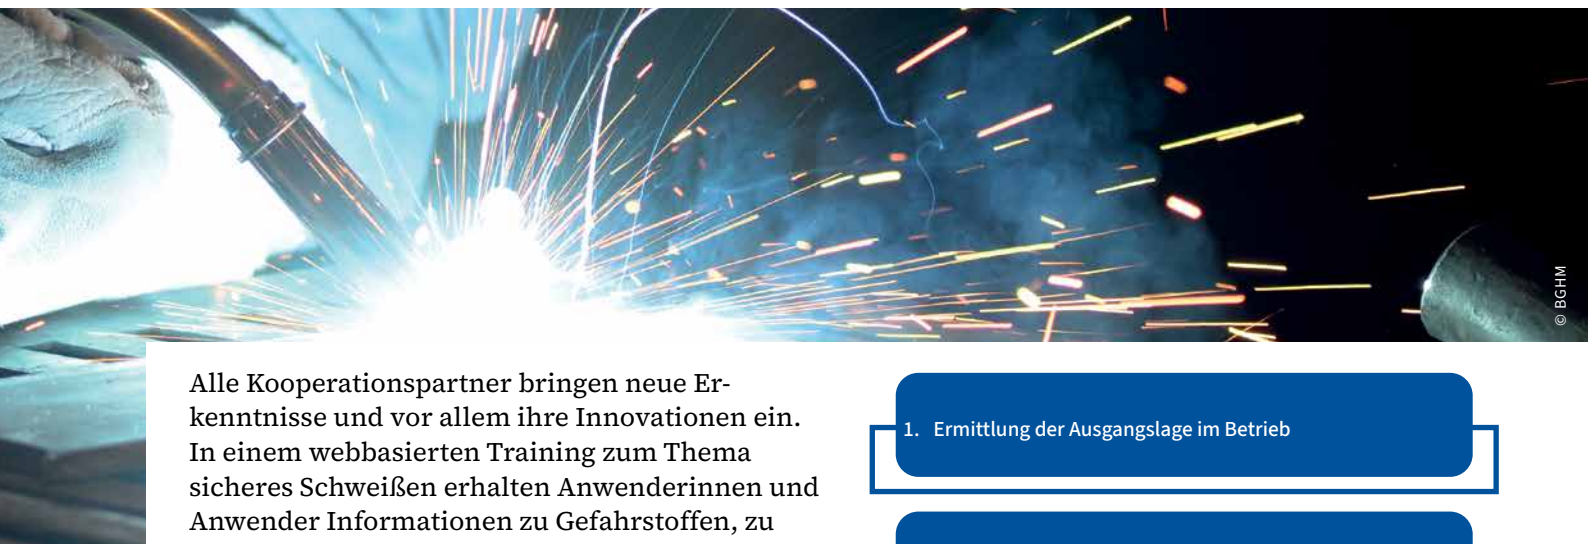 © BGHM
Alle Kooperationspartner bringen neue Er-
kenntnisse und vor allem ihre Innovationen ein.
In einem webbasierten Training zum Thema
sicheres Schweißen erhalten Anwenderinnen und
Anwender Informationen zu Gefahrstoffen, zu
1. Ermittlung der Ausgangslage im Betrieb